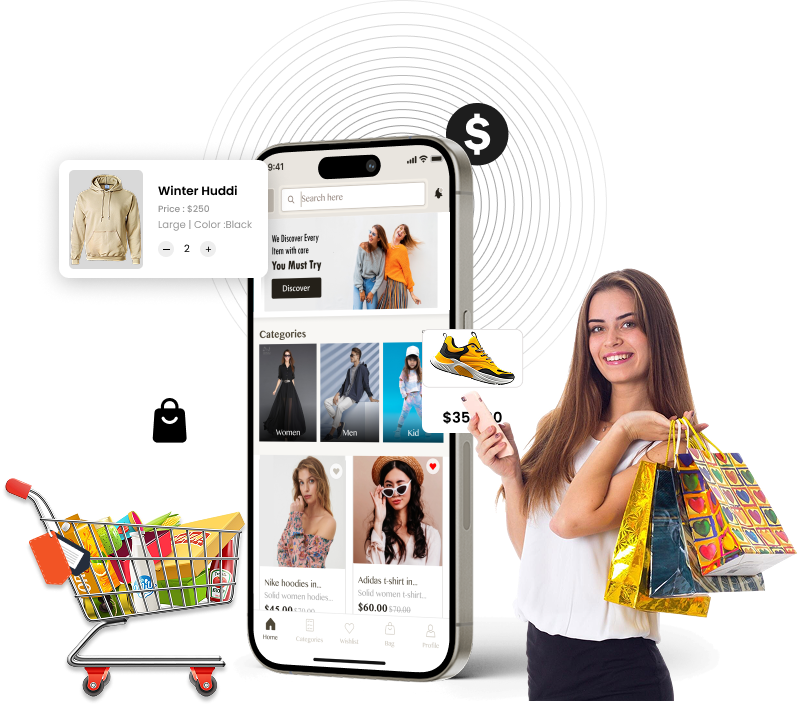 $
9:41
Search here
Winter Huddi
Price : $250
Large | Color :Black
2
We Discover Every
Item with care
You Must Try
Discover
Categories
Women
Men
Kid
Nike hoodies in...
Solid women hodies..
$45.00 $70.00
Adidas t-shirt in...
Solid women t-shirt..
$60.00 $70.00
Home
Categories
Wishlist
Bag
Profile